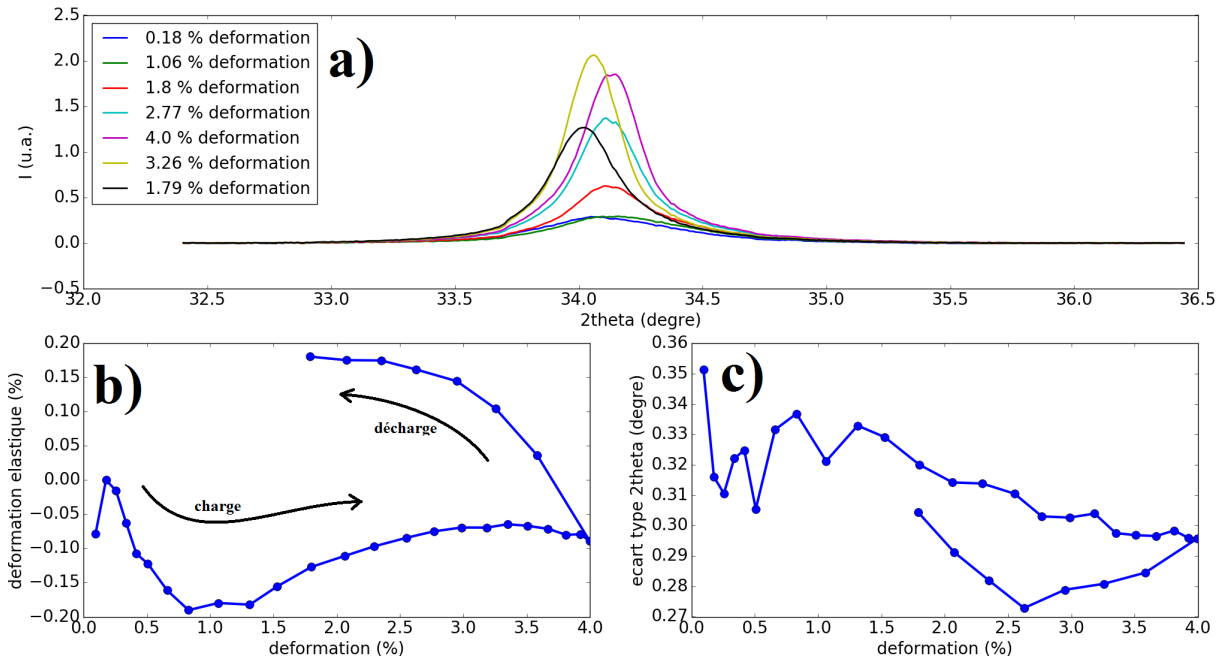 2.5
2.0
1.5
1.0
0.5
0.0
−0.5
I (u.a.)
0.18 % deformation
1.06 % deformation
1.8 % deformation
2.77 % deformation
4.0 % deformation
3.26 % deformation
1.79 % deformation
a)
32.0 32.5 33.0 33.5 34.0 34.5 35.0 35.5 36.0 36.5
2theta (degre)
0.20
0.15
0.10
0.05
0.00
−0.05
−0.10
−0.15
−0.20
deformation elastique (%)
b)
décharge
charge
0.0 0.5 1.0 1.5 2.0 2.5 3.0 3.5 4.0
deformation (%)
0.36
0.35
0.34
0.33
0.32
0.31
0.30
0.29
0.28
0.27
ecart type 2theta (degre)
c)
0.0 0.5 1.0 1.5 2.0 2.5 3.0 3.5 4.0
deformation (%)